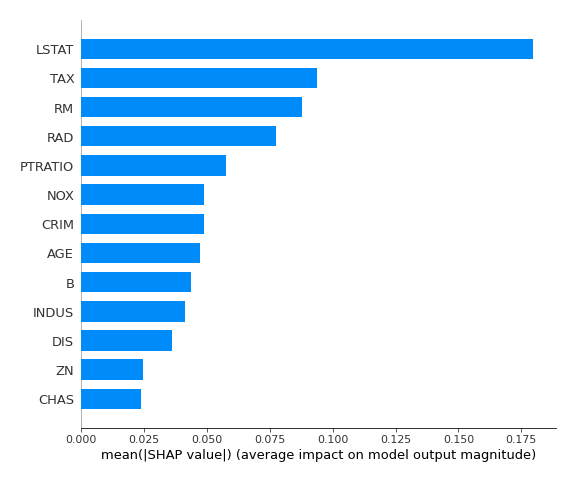 LSTAT
TAX
RM
RAD
PTRATIO
NOX
CRIM
AGE
B
INDUS
DIS
ZN
CHAS
0.000 0.025 0.050 0.075 0.100 0.125 0.150 0.175
mean(|SHAP value|) (average impact on model output magnitude)